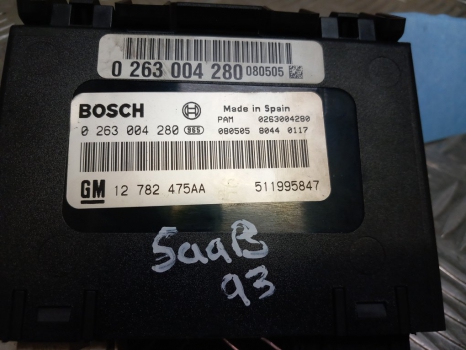 0 263 004 280 080505
BOSCH Made in Spain
PAM 0263004280
0 263 004 280 080505 8044 0117
GM 12 782 475AA 511995847
SaaB
93